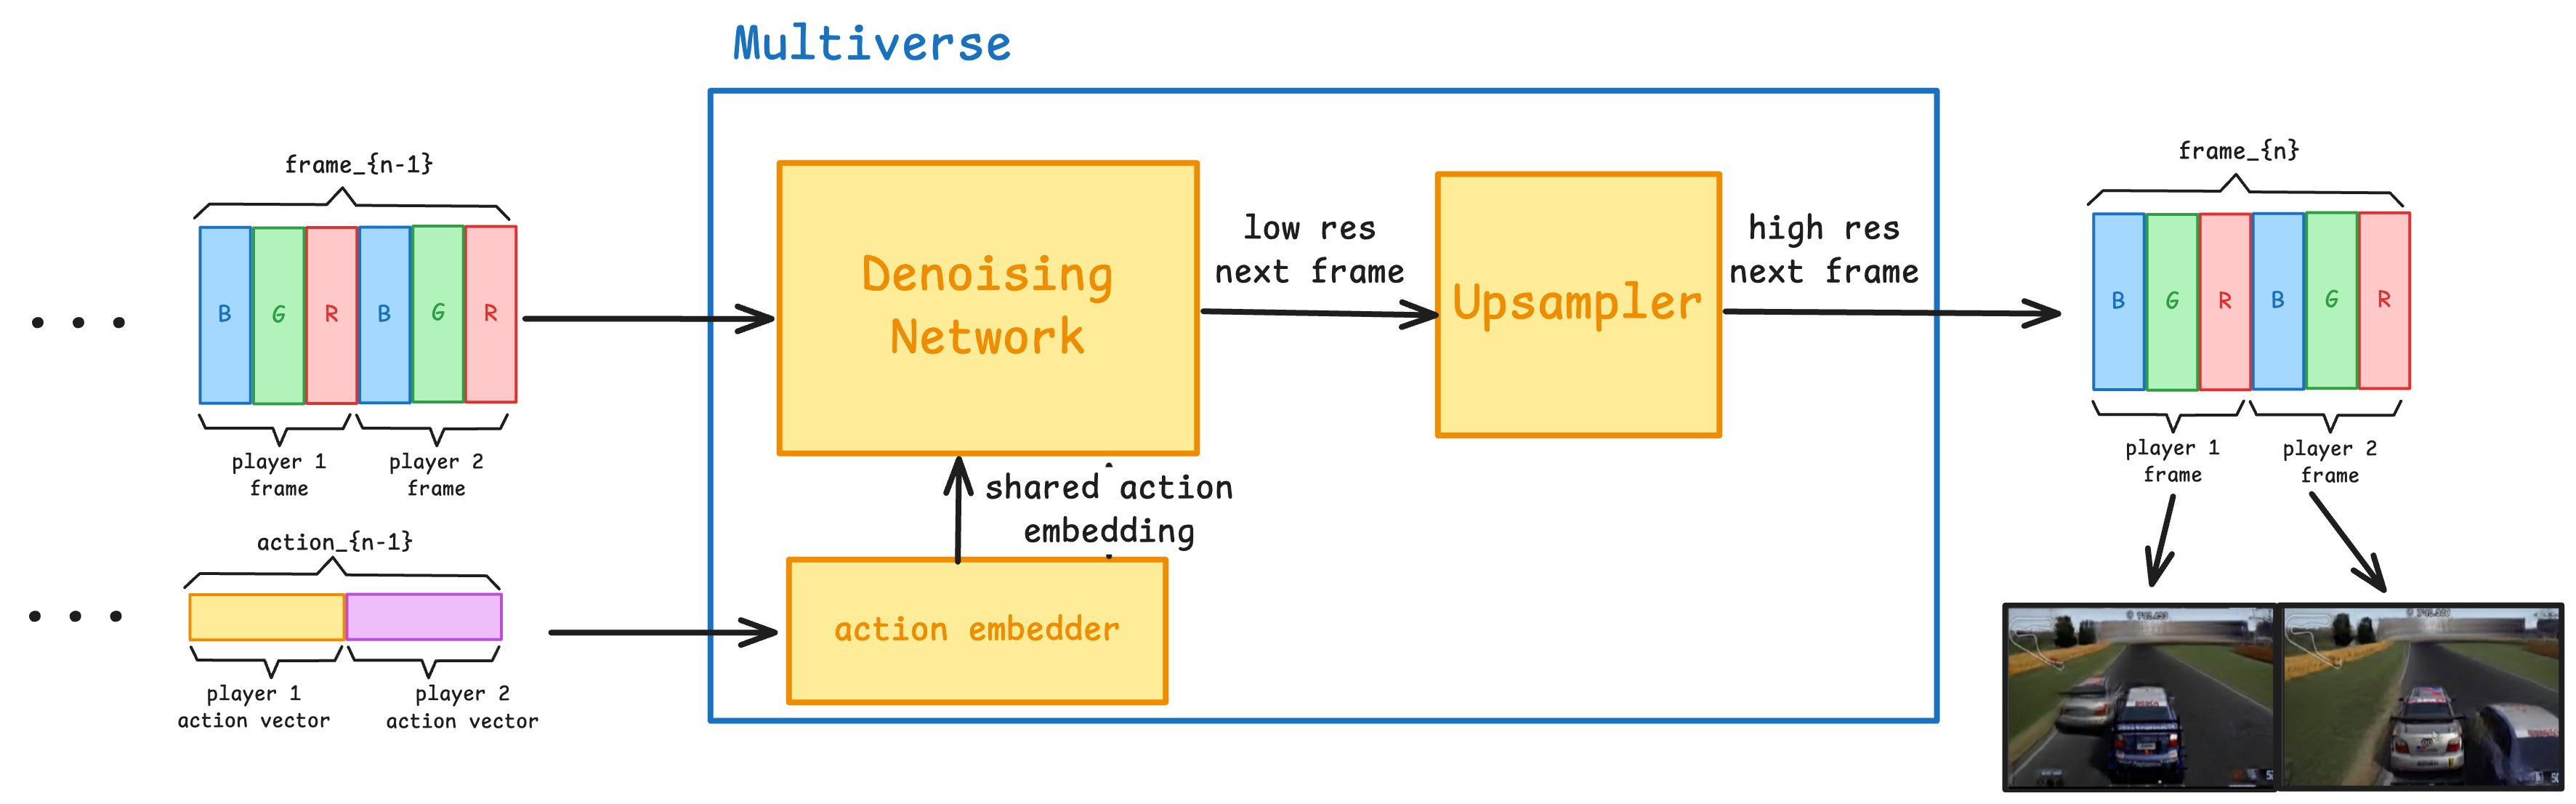 Multiverse
frame_{n-1}
B G R B G R
player 1
frame
player 2
frame
action_{n-1}
player 1
action vector
player 2
action vector
Denoising
Network
shared action
embedding
action embedder
low res
next frame
Upsampler
high res
next frame
frame_{n}
B G R B G R
player 1
frame
player 2
frame